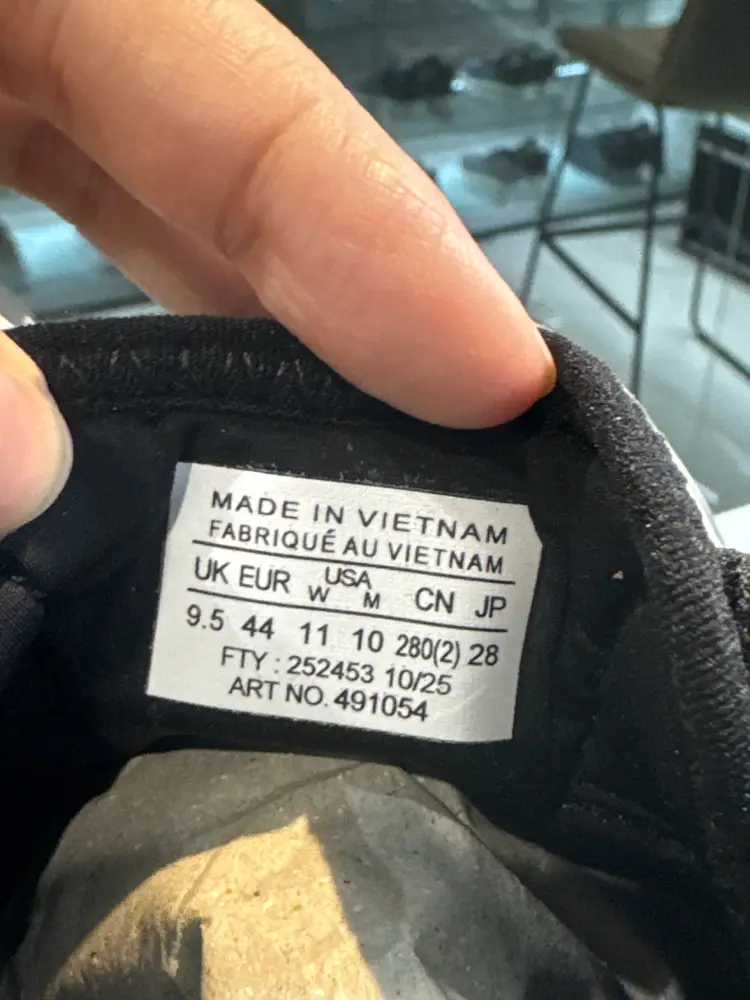 MADE IN VIETNAM
FABRIQUÉ AU VIETNAM
UK EUR USA W M CN JP
9.5 44 11 10 280(2) 28
FTY : 252453 10/25
ART NO. 491054